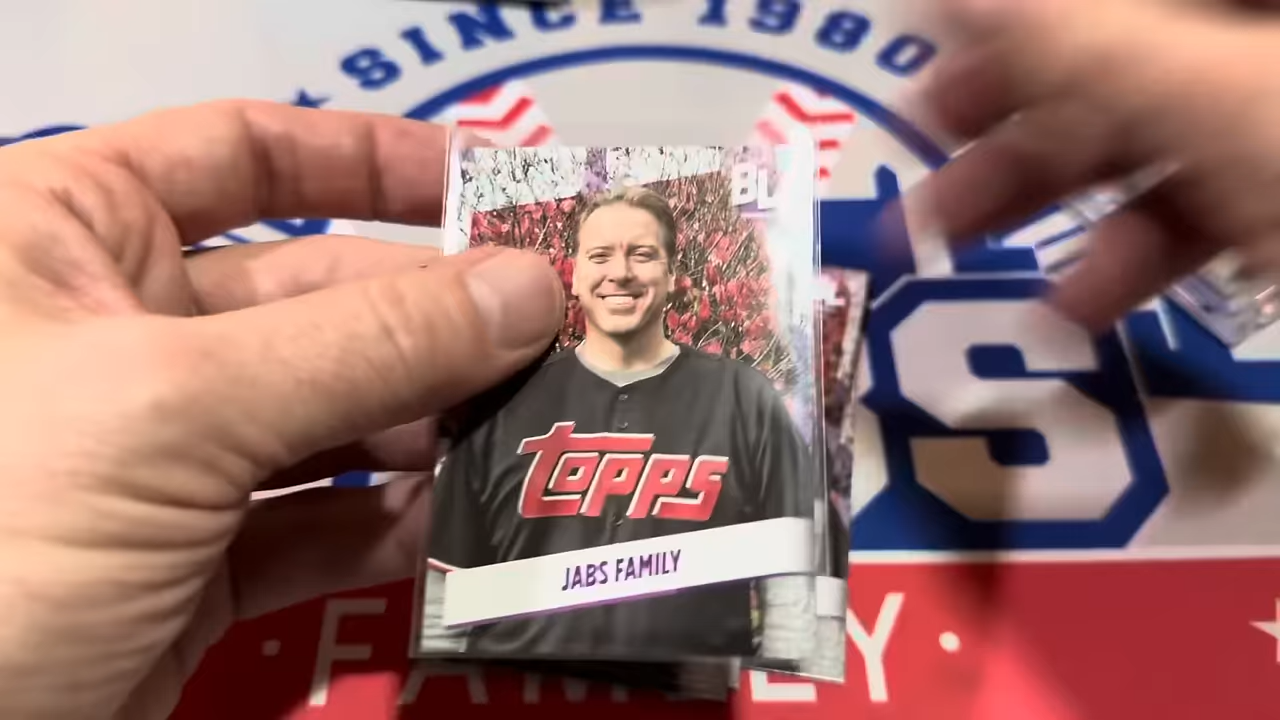 SINCE 1980
BL
S
TOPPS
JABS FAMILY
FAMILY